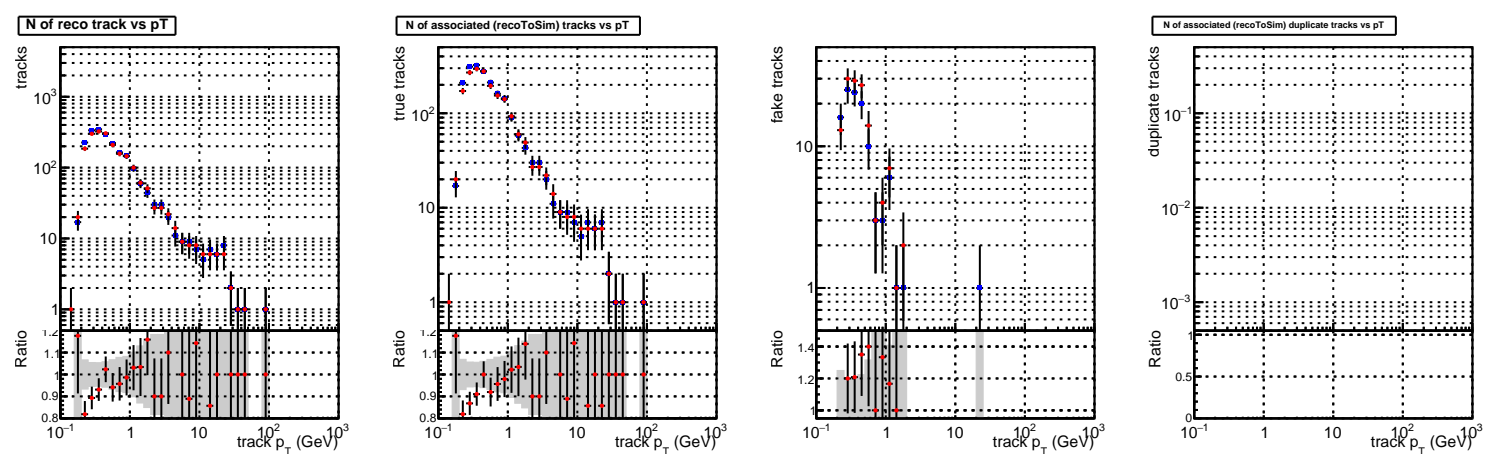 N of reco track vs pT
tracks
10³
10²
10
1
Ratio
1.2
1.1
1
0.9
0.8
10⁻¹ 1 10 10² 10³
track p_T (GeV)
N of associated (recoToSim) tracks vs pT
true tracks
10²
10
1
Ratio
1.2
1.1
1
0.9
0.8
10⁻¹ 1 10 10² 10³
track p_T (GeV)
fake tracks
10
1
Ratio
1.4
1.2
1
10⁻¹ 1 10 10² 10³
track p_T (GeV)
N of associated (recoToSim) duplicate tracks vs pT
duplicate tracks
10⁻¹
10⁻²
10⁻³
Ratio
1
0.5
0
10⁻¹ 1 10 10² 10³
track p_T (GeV)